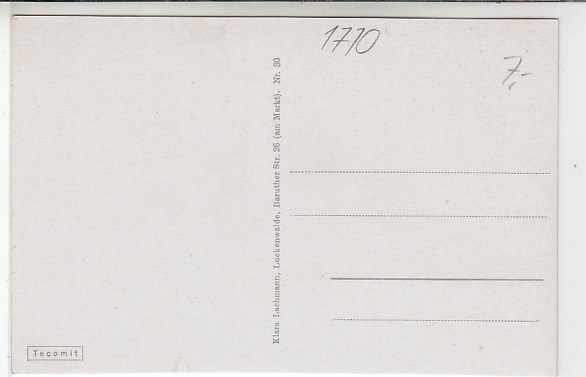 1710
7,-
Klara Lachmann, Luckenwalde, Baruther Str. 26 (am Markt). Nr. 30
Tecomit